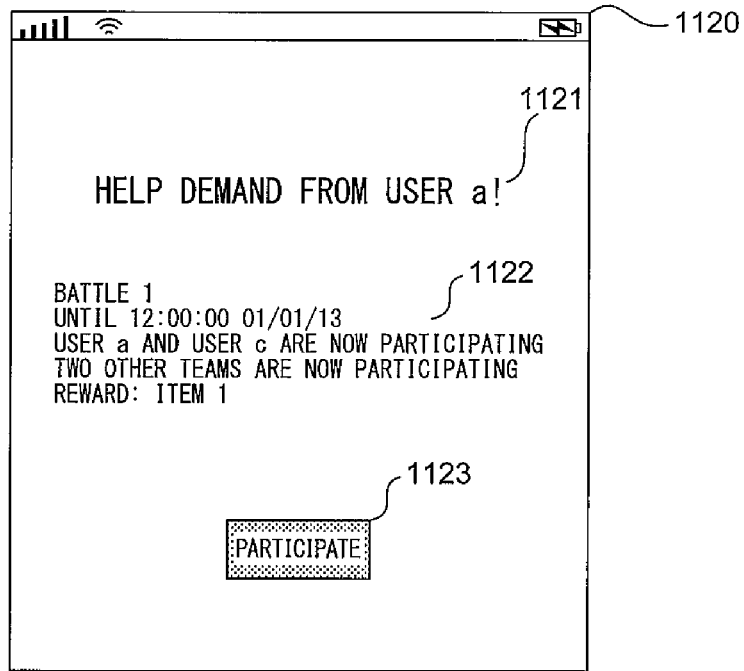 1120
1121
HELP DEMAND FROM USER a!
1122
BATTLE 1
UNTIL 12:00:00 01/01/13
USER a AND USER c ARE NOW PARTICIPATING
TWO OTHER TEAMS ARE NOW PARTICIPATING
REWARD: ITEM 1
1123
PARTICIPATE